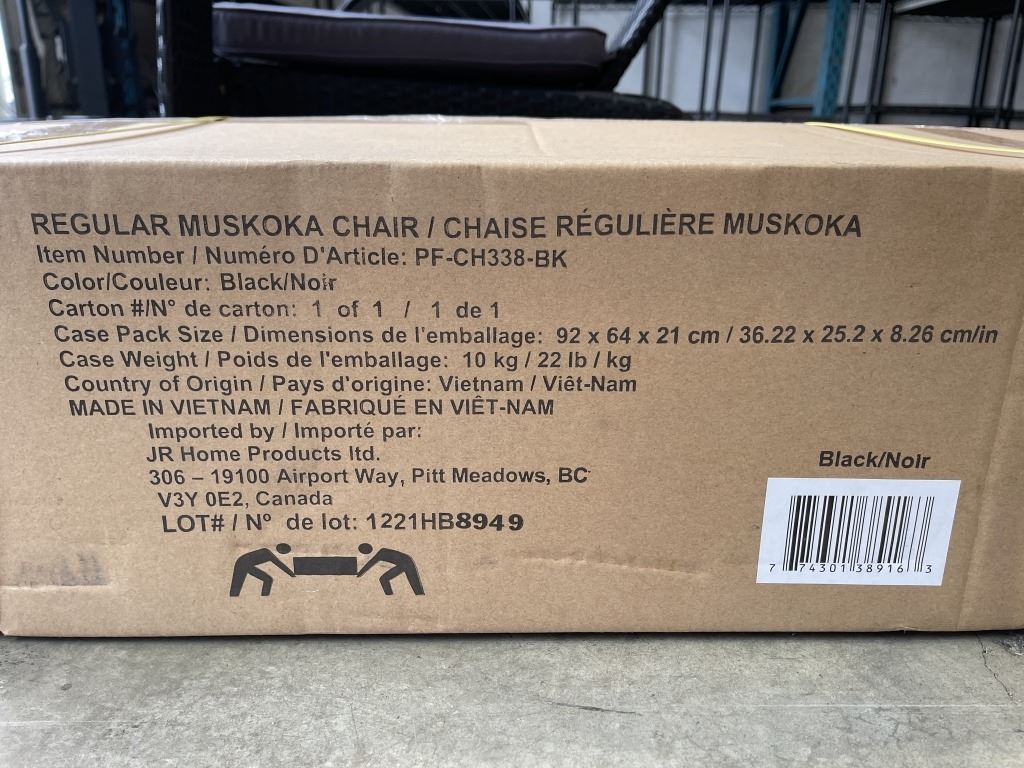 REGULAR MUSKOKA CHAIR / CHAISE RÉGULIÈRE MUSKOKA
Item Number / Numéro D'Article: PF-CH338-BK
Color/Couleur: Black/Noir
Carton #/N° de carton: 1 of 1 / 1 de 1
Case Pack Size / Dimensions de l'emballage: 92 x 64 x 21 cm / 36.22 x 25.2 x 8.26 cm/in
Case Weight / Poids de l'emballage: 10 kg / 22 lb / kg
Country of Origin / Pays d'origine: Vietnam / Viêt-Nam
MADE IN VIETNAM / FABRIQUÉ EN VIÊT-NAM
Imported by / Importé par:
JR Home Products ltd.
306 – 19100 Airport Way, Pitt Meadows, BC
V3Y 0E2, Canada
LOT# / N° de lot: 1221HB8949
Black/Noir
7 74301 38916 3